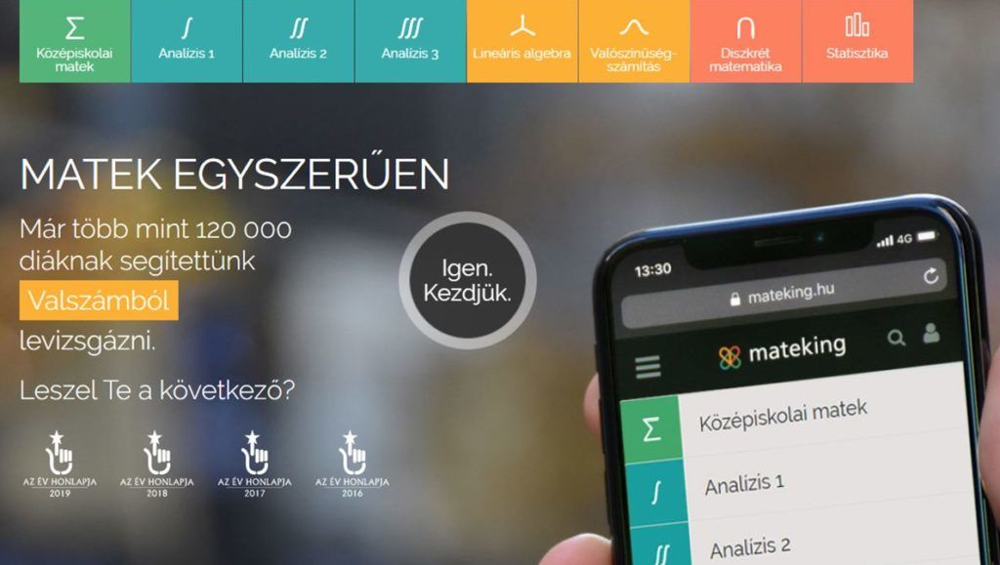 Középiskolai
matek
Analízis 1
Analízis 2
Analízis 3
Lineáris algebra
Valószínűség-
számítás
Diszkrét
matematika
Statisztika
MATEK EGYSZERŰEN
Már több mint 120 000
diáknak segítettünk
Valszámból
levizsgázni.
Leszel Te a következő?
Igen.
Kezdjük.
AZ ÉV HONLAPJA
2019
AZ ÉV HONLAPJA
2018
AZ ÉV HONLAPJA
2017
AZ ÉV HONLAPJA
2016
13:30
4G
mateking.hu
mateking
Középiskolai matek
Analízis 1
Analízis 2